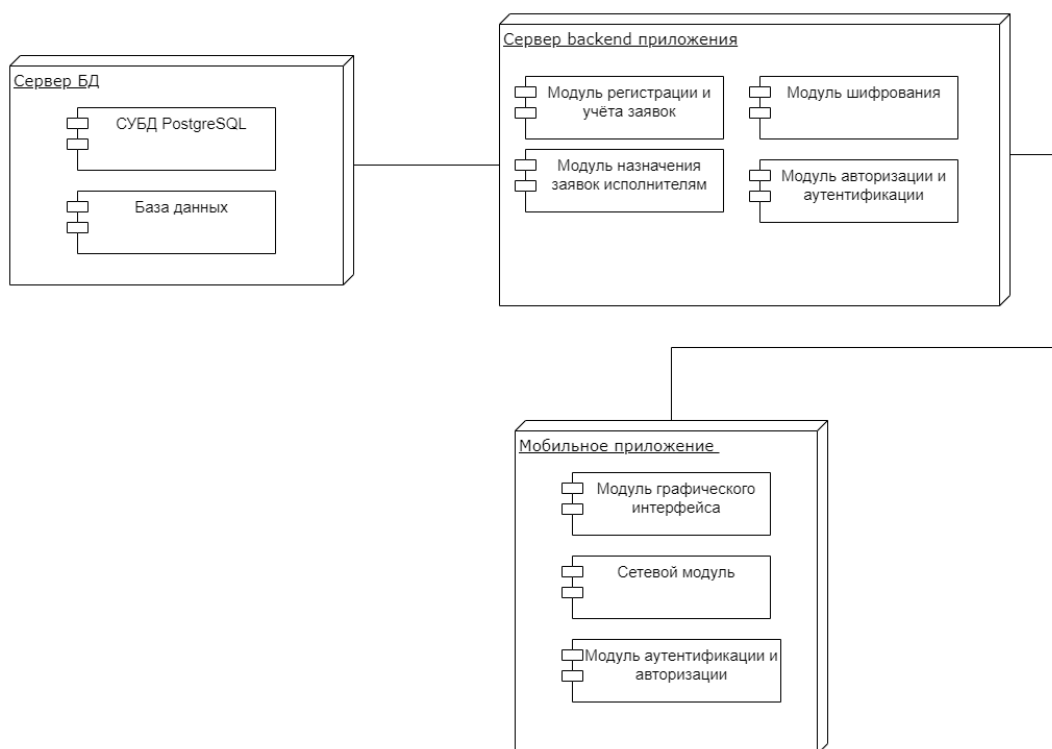 Сервер БД
СУБД PostgreSQL
База данных
Сервер backend приложения
Модуль регистрации и
учёта заявок
Модуль шифрования
Модуль назначения
заявок исполнителям
Модуль авторизации и
аутентификации
Мобильное приложение
Модуль графического
интерфейса
Сетевой модуль
Модуль аутентификации и
авторизации